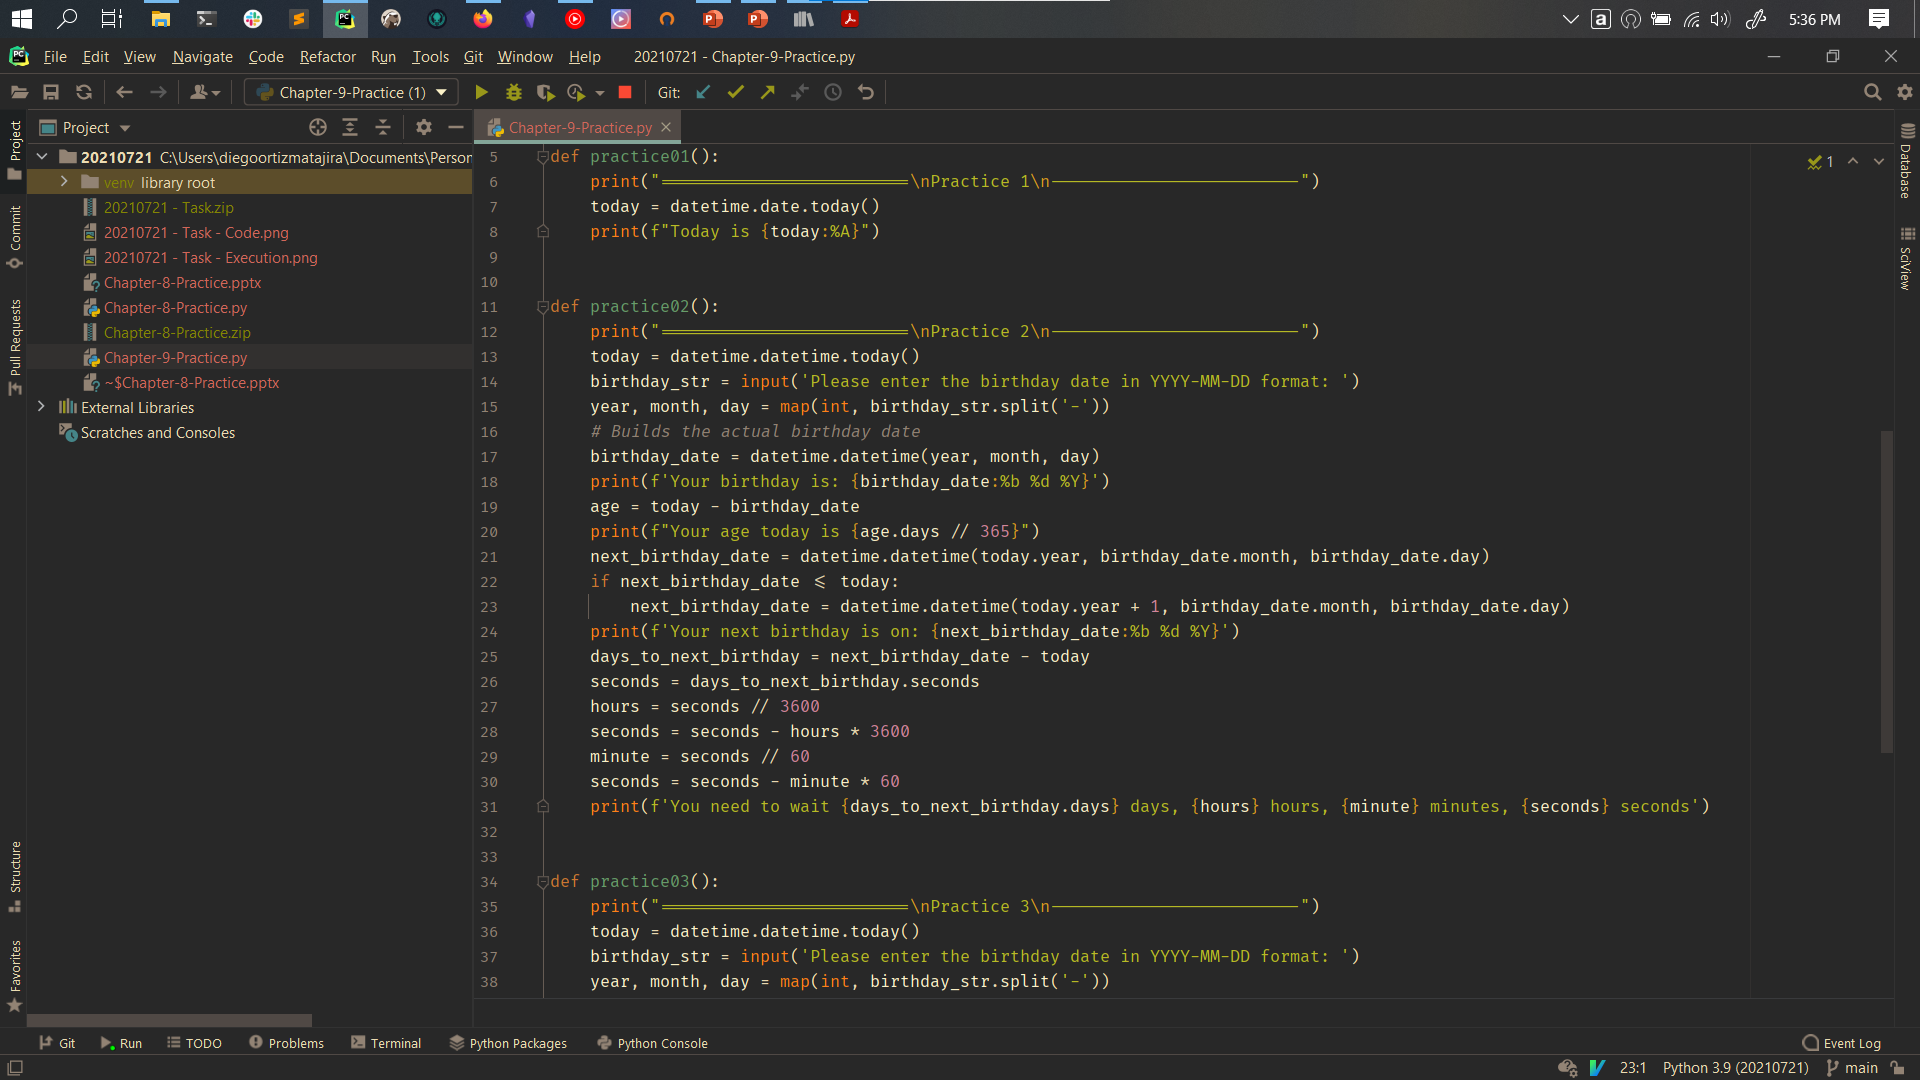 5:36 PM
File Edit View Navigate Code Refactor Run Tools Git Window Help 20210721 - Chapter-9-Practice.py
Chapter-9-Practice (1) Git:
Project
Chapter-9-Practice.py
20210721 C:\Users\diegoortizmatajira\Documents\Person
venv library root
20210721 - Task.zip
20210721 - Task - Code.png
20210721 - Task - Execution.png
Chapter-8-Practice.pptx
Chapter-8-Practice.py
Chapter-8-Practice.zip
Chapter-9-Practice.py
~$Chapter-8-Practice.pptx
External Libraries
Scratches and Consoles
Project
Commit
Pull Requests
Structure
Favorites
5 def practice01():
6 print("=========================\nPractice 1\n-------------------------")
7 today = datetime.date.today()
8 print(f"Today is {today:%A}")
9
10
11 def practice02():
12 print("=========================\nPractice 2\n-------------------------")
13 today = datetime.datetime.today()
14 birthday_str = input('Please enter the birthday date in YYYY-MM-DD format: ')
15 year, month, day = map(int, birthday_str.split('-'))
16 # Builds the actual birthday date
17 birthday_date = datetime.datetime(year, month, day)
18 print(f'Your birthday is: {birthday_date:%b %d %Y}')
19 age = today - birthday_date
20 print(f"Your age today is {age.days // 365}")
21 next_birthday_date = datetime.datetime(today.year, birthday_date.month, birthday_date.day)
22 if next_birthday_date <= today:
23 next_birthday_date = datetime.datetime(today.year + 1, birthday_date.month, birthday_date.day)
24 print(f'Your next birthday is on: {next_birthday_date:%b %d %Y}')
25 days_to_next_birthday = next_birthday_date - today
26 seconds = days_to_next_birthday.seconds
27 hours = seconds // 3600
28 seconds = seconds - hours * 3600
29 minute = seconds // 60
30 seconds = seconds - minute * 60
31 print(f'You need to wait {days_to_next_birthday.days} days, {hours} hours, {minute} minutes, {seconds} seconds')
32
33
34 def practice03():
35 print("=========================\nPractice 3\n-------------------------")
36 today = datetime.datetime.today()
37 birthday_str = input('Please enter the birthday date in YYYY-MM-DD format: ')
38 year, month, day = map(int, birthday_str.split('-'))
1
Database
SciView
Git Run TODO Problems Terminal Python Packages Python Console Event Log
23:1 Python 3.9 (20210721) main